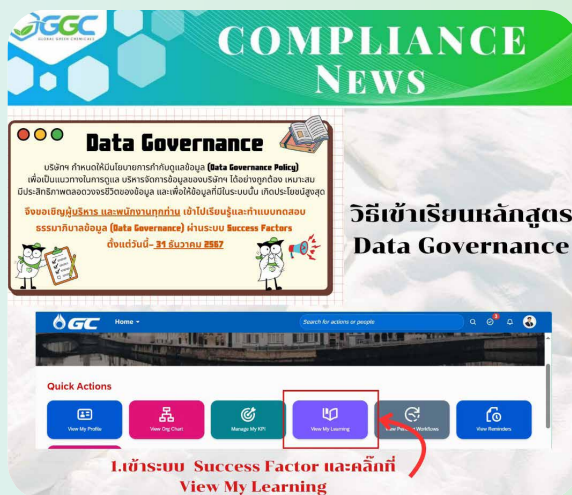 GGC
GLOBAL GREEN CHEMICALS
COMPLIANCE
NEWS
Data Governance
บริษัทฯ กำหนดให้มีนโยบายการกำกับดูแลข้อมูล (Data Governance Policy)
เพื่อเป็นแนวทางในการดูแล บริหารจัดการข้อมูลของบริษัทฯ ได้อย่างถูกต้อง เหมาะสม
มีประสิทธิภาพตลอดวงจรชีวิตของข้อมูล และเพื่อให้ข้อมูลที่มีในระบบนั้น เกิดประโยชน์สูงสุด
จึงขอเชิญผู้บริหาร และพนักงานทุกท่าน เข้าไปเรียนรู้และทำแบบทดสอบ
ธรรมาภิบาลข้อมูล (Data Governance) ผ่านระบบ Success Factors
ตั้งแต่วันนี้- 31 ธันวาคม 2567
วิธีเข้าเรียนหลักสูตร
Data Governance
GC
Home
Search for actions or people
3
Quick Actions
View My Profile
View Org Chart
Manage My KPI
View My Learning
View Workflows
View Reminders
1.เข้าระบบ Success Factor และคลิ๊กที่
View My Learning